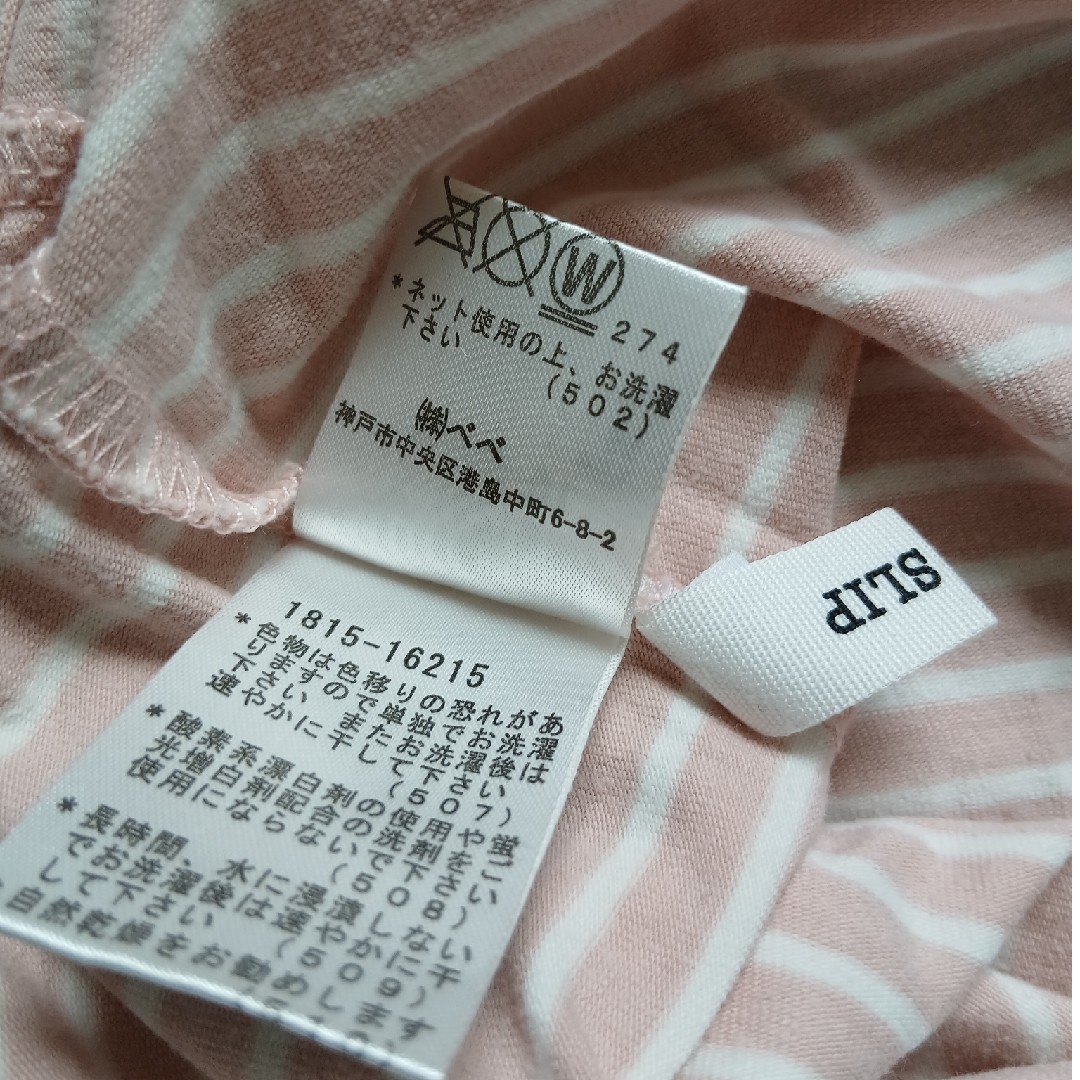 W
274
*ネット使用の上、お洗濯
下さい
(502)
㈱べべ
神戸市中央区港島中町6-8-2
SLIP
1815-16215
*色物は色移りの恐れがあ
りますので単独でお洗濯
下さい またお洗濯後は
速やかに干して下さい
(507)
*酸素系漂白剤の使用や蛍
光増白剤配合の洗剤をご
使用にならないで下さい
(508)
*長時間、水に浸漬しない
でお洗濯後は速やかに干
して下さい
(509)
自然乾燥をお勧めします